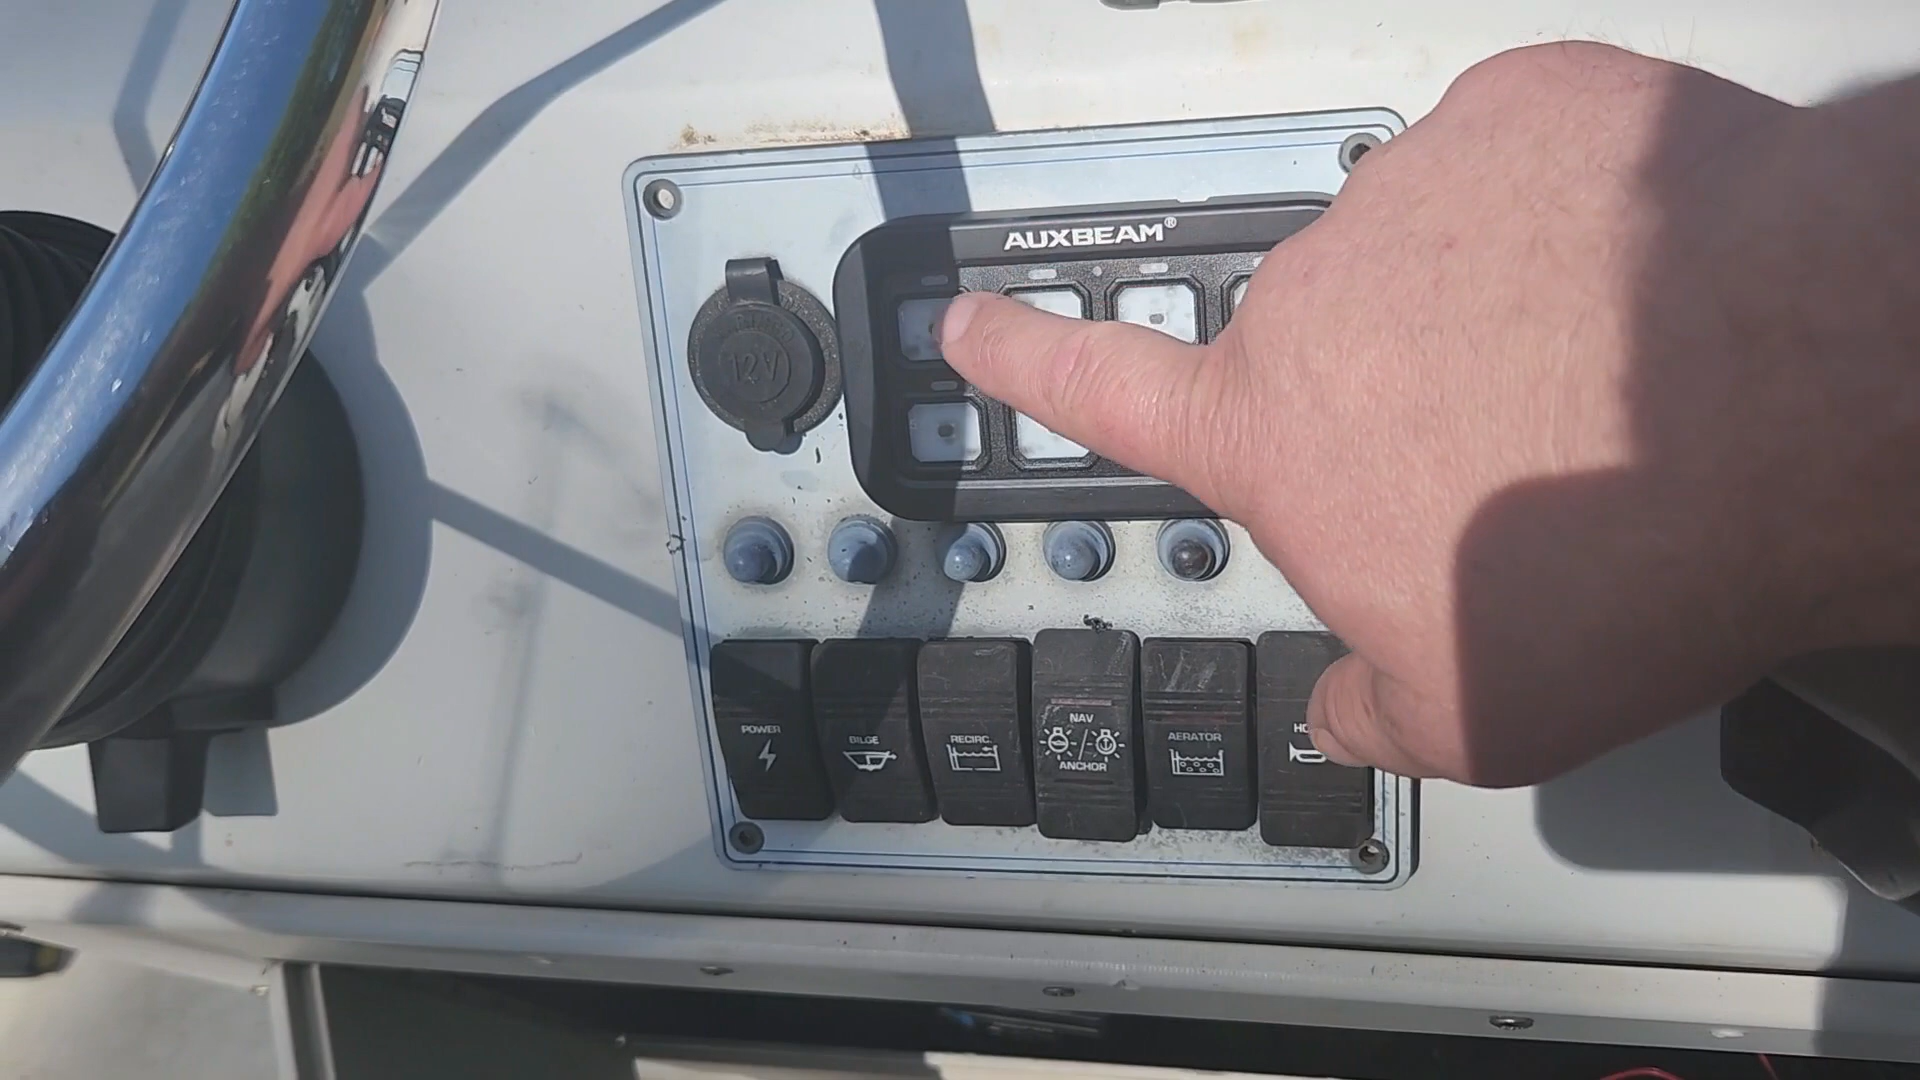 AUXBEAM®
12V
POWER
BILGE
RECIRC.
NAV
ANCHOR
AERATOR